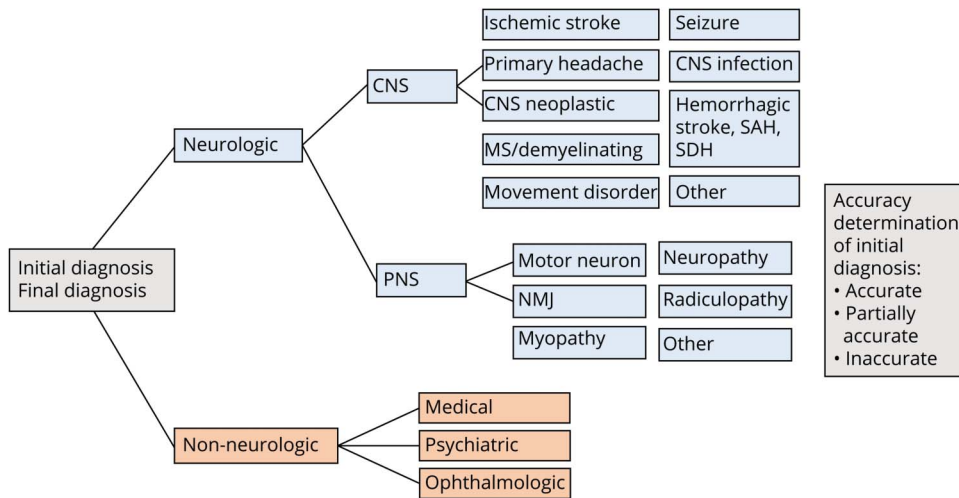 Initial diagnosis
Final diagnosis
Neurologic
CNS
Ischemic stroke
Primary headache
CNS neoplastic
MS/demyelinating
Movement disorder
Seizure
CNS infection
Hemorrhagic
stroke, SAH,
SDH
Other
PNS
Motor neuron
NMJ
Myopathy
Neuropathy
Radiculopathy
Other
Non-neurologic
Medical
Psychiatric
Ophthalmologic
Accuracy
determination
of initial
diagnosis:
• Accurate
• Partially
accurate
• Inaccurate